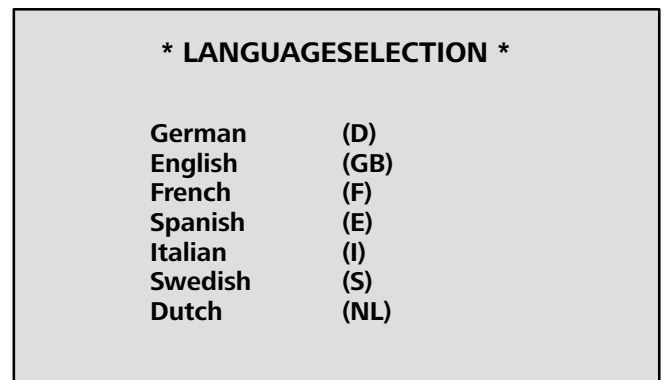 * LANGUAGESELECTION *
German (D)
English (GB)
French (F)
Spanish (E)
Italian (I)
Swedish (S)
Dutch (NL)